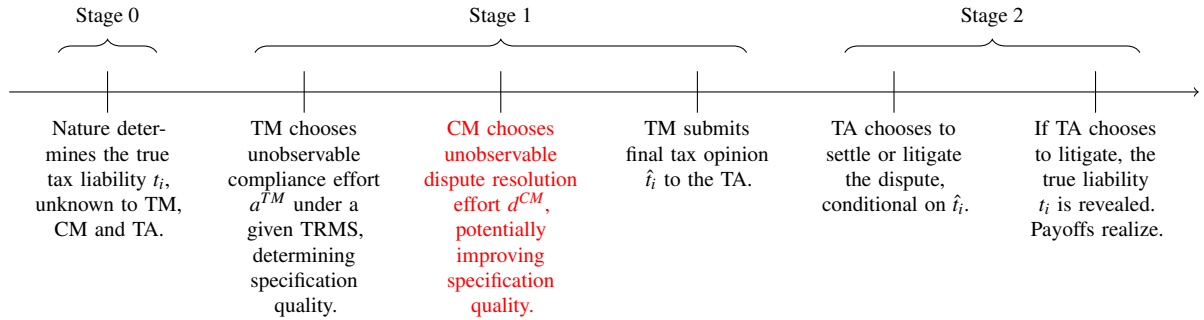 Stage 0
Stage 1
Stage 2
Nature deter-
mines the true
tax liability t_i,
unknown to TM,
CM and TA.
TM chooses
unobservable
compliance effort
a^{TM} under a
given TRMS,
determining
specification
quality.
CM chooses
unobservable
dispute resolution
effort d^{CM},
potentially
improving
specification
quality.
TM submits
final tax opinion
t̂_i to the TA.
TA chooses to
settle or litigate
the dispute,
conditional on t̂_i.
If TA chooses
to litigate, the
true liability
t_i is revealed.
Payoffs realize.